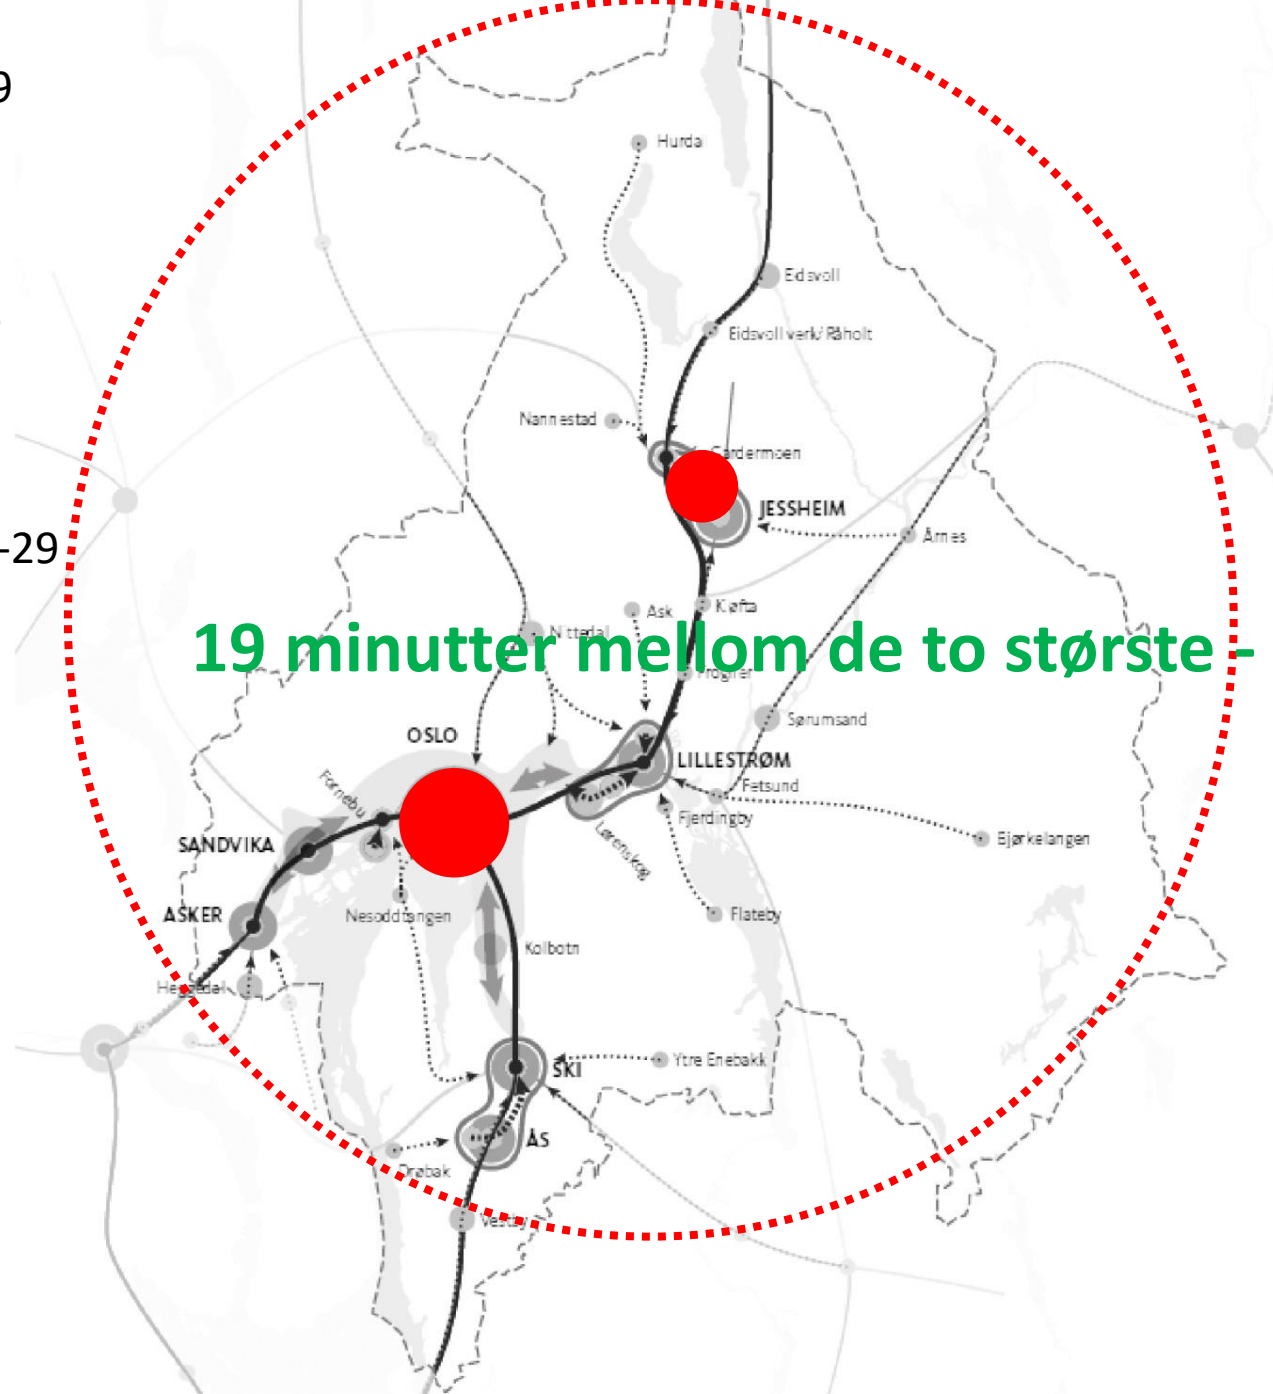 9
Hurdal
Eidsvoll
Eidsvoll verk/ Råholt
Nannestad
Gardermoen
JESSHEIM
Årnes
-29
Kløfta
Ask
Nittedal
19 minutter mellom de to største -
Frogner
Sørumsand
OSLO
LILLESTRØM
Fetsund
Fornebu
Fjerdingby
SANDVIKA
Lørenskog
Bjørkelangen
ASKER
Nesoddtangen
Flateby
Kolbotn
Heggedal
Ytre Enebakk
SKI
ÅS
Drøbak
Vestby